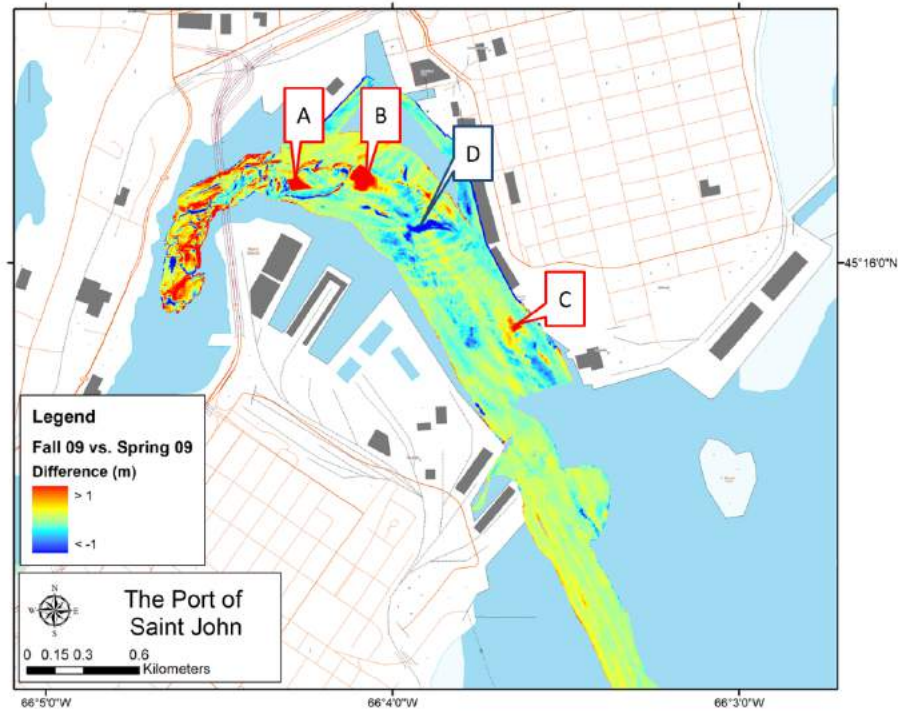 A
B
D
45°16'0"N
C
Legend
Fall 09 vs. Spring 09
Difference (m)
> 1
< -1
N
W
E
S
The Port of
Saint John
0 0.15 0.3 0.6
Kilometers
66°5'0"W
66°4'0"W
66°3'0"W